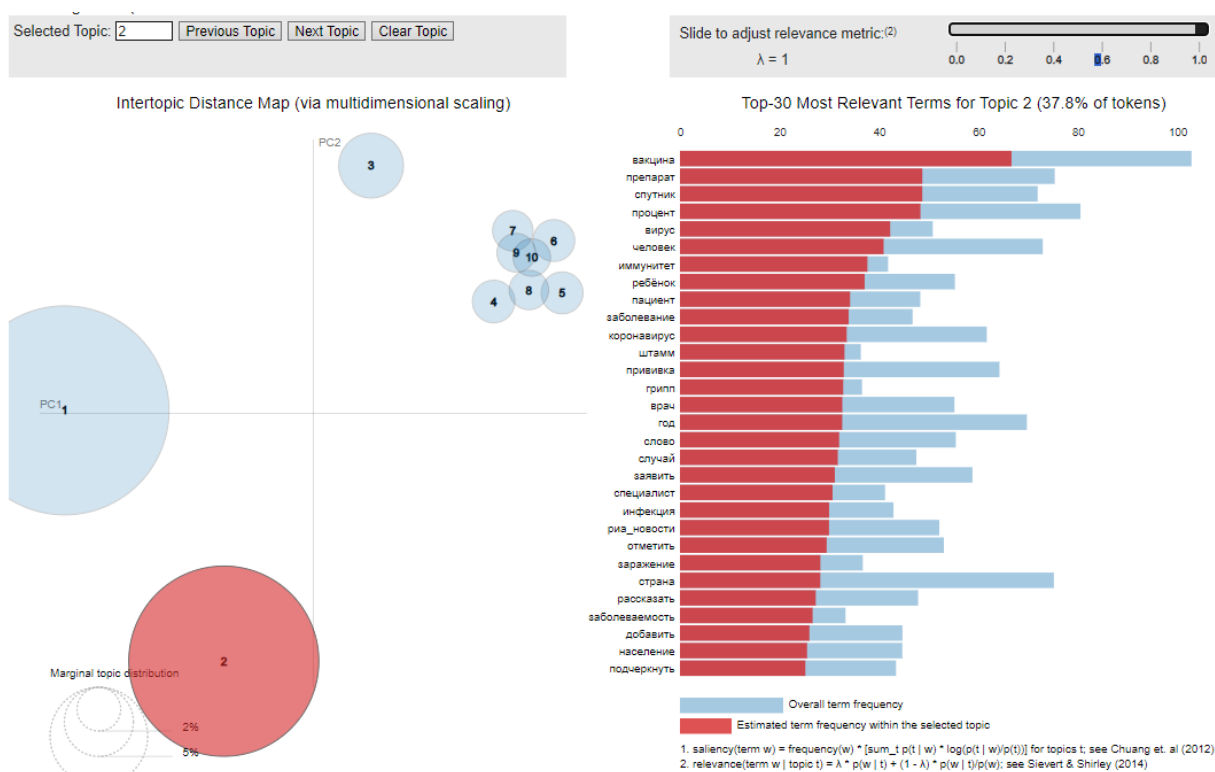 Selected Topic: 2 Previous Topic Next Topic Clear Topic
Slide to adjust relevance metric:(2)
λ = 1
0.0 0.2 0.4 0.6 0.8 1.0
Intertopic Distance Map (via multidimensional scaling)
PC2
3
7
6
9
10
4
8
5
PC1
1
2
Marginal topic distribution
2%
5%
Top-30 Most Relevant Terms for Topic 2 (37.8% of tokens)
0 20 40 60 80 100
вакцина
препарат
спутник
процент
вирус
человек
иммунитет
ребёнок
пациент
заболевание
коронавирус
штамм
прививка
грипп
врач
год
слово
случай
заявить
специалист
инфекция
риа_новости
отметить
заражение
страна
рассказать
заболеваемость
добавить
население
подчеркнуть
Overall term frequency
Estimated term frequency within the selected topic
1. saliency(term w) = frequency(w) * [sum_t p(t | w) * log(p(t | w)/p(t))] for topics t; see Chuang et. al (2012)
2. relevance(term w | topic t) = λ * p(w | t) + (1 - λ) * p(w | t)/p(w); see Sievert & Shirley (2014)